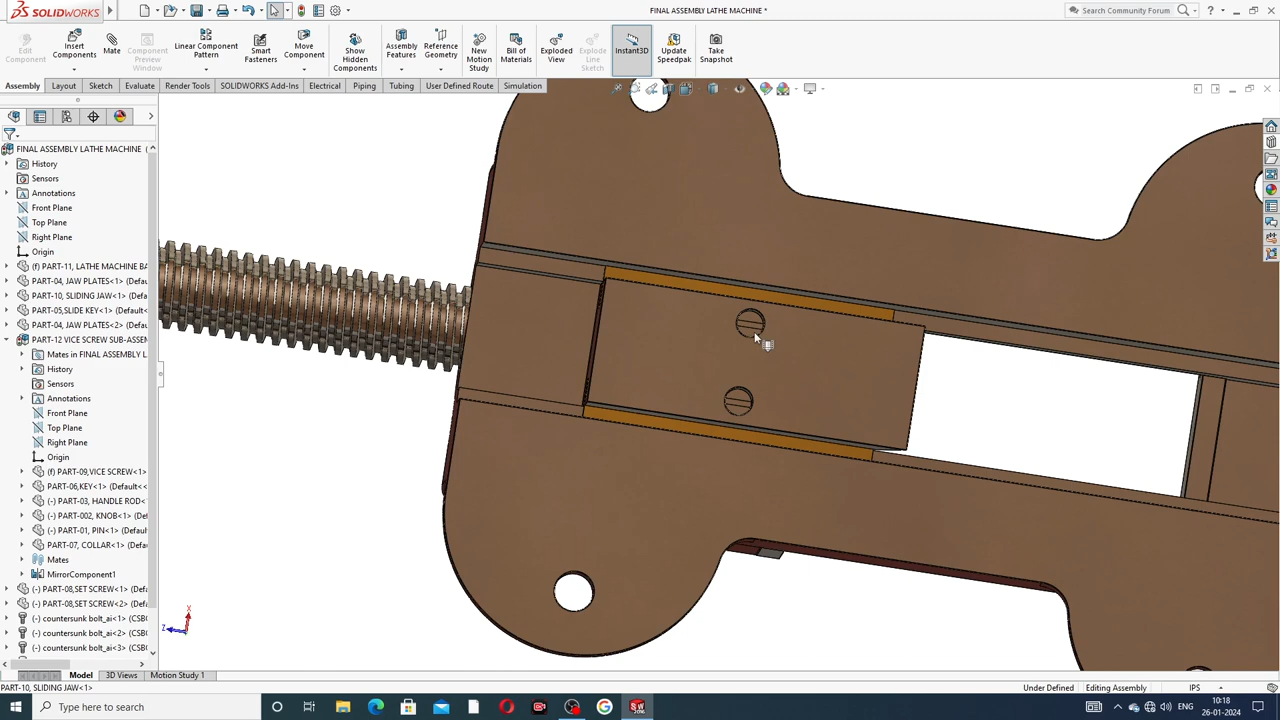 SOLIDWORKS
FINAL ASSEMBLY LATHE MACHINE *
Search Community Forum
Edit Component
Insert Components
Mate
Component Preview Window
Linear Component Pattern
Smart Fasteners
Move Component
Show Hidden Components
Assembly Features
Reference Geometry
New Motion Study
Bill of Materials
Exploded View
Explode Line Sketch
Instant3D
Update Speedpak
Take Snapshot
Assembly
Layout
Sketch
Evaluate
Render Tools
SOLIDWORKS Add-Ins
Electrical
Piping
Tubing
User Defined Route
Simulation
FINAL ASSEMBLY LATHE MACHINE (
History
Sensors
Annotations
Front Plane
Top Plane
Right Plane
Origin
(f) PART-11, LATHE MACHINE BA
PART-04, JAW PLATES<1> (Defau
PART-10, SLIDING JAW<1> (Defa
PART-05,SLIDE KEY<1> (Default<
PART-04, JAW PLATES<2> (Defau
PART-12 VICE SCREW SUB-ASSEM
Mates in FINAL ASSEMBLY L
History
Sensors
Annotations
Front Plane
Top Plane
Right Plane
Origin
(f) PART-09,VICE SCREW<1>
PART-06,KEY<1> (Default<<
(-) PART-03, HANDLE ROD<
(-) PART-002, KNOB<1> (De
(-) PART-01, PIN<1> (Defaul
PART-07, COLLAR<1> (Defa
Mates
MirrorComponent1
(-) PART-08,SET SCREW<1> (Defa
(-) PART-08,SET SCREW<2> (Defa
(-) countersunk bolt_ai<1> (CSBC
(-) countersunk bolt_ai<2> (CSBC
(-) countersunk bolt_ai<3> (CSBC
X
Z
Model
3D Views
Motion Study 1
PART-10, SLIDING JAW<1>
Under Defined
Editing Assembly
IPS
Type here to search
ENG
10:18
26-01-2024